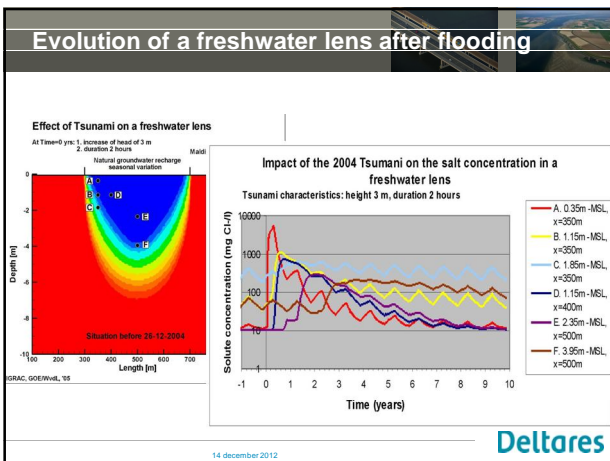 Evolution of a freshwater lens after flooding
Effect of Tsunami on a freshwater lens
At Time=0 yrs: 1. increase of head of 3 m
2. duration 2 hours
Maldi
Natural groundwater recharge
seasonal variation
0
-2
-4
-6
-8
-10
Depth [m]
A
B
D
C
E
F
Situation before 26-12-2004
100 200 300 400 500 600 700
Length [m]
IGRAC, GOE/WvdL, '05
Impact of the 2004 Tsumani on the salt concentration in a
freshwater lens
Tsunami characteristics: height 3 m, duration 2 hours
Solute concentration (mg Cl-/l)
10000
1000
100
10
1
-1 0 1 2 3 4 5 6 7 8 9 10
Time (years)
A. 0.35m -MSL,
x=350m
B. 1.15m -MSL,
x=350m
C. 1.85m -MSL,
x=350m
D. 1.15m -MSL,
x=400m
E. 2.35m -MSL,
x=500m
F. 3.95m -MSL,
x=500m
14 december 2012
Deltares